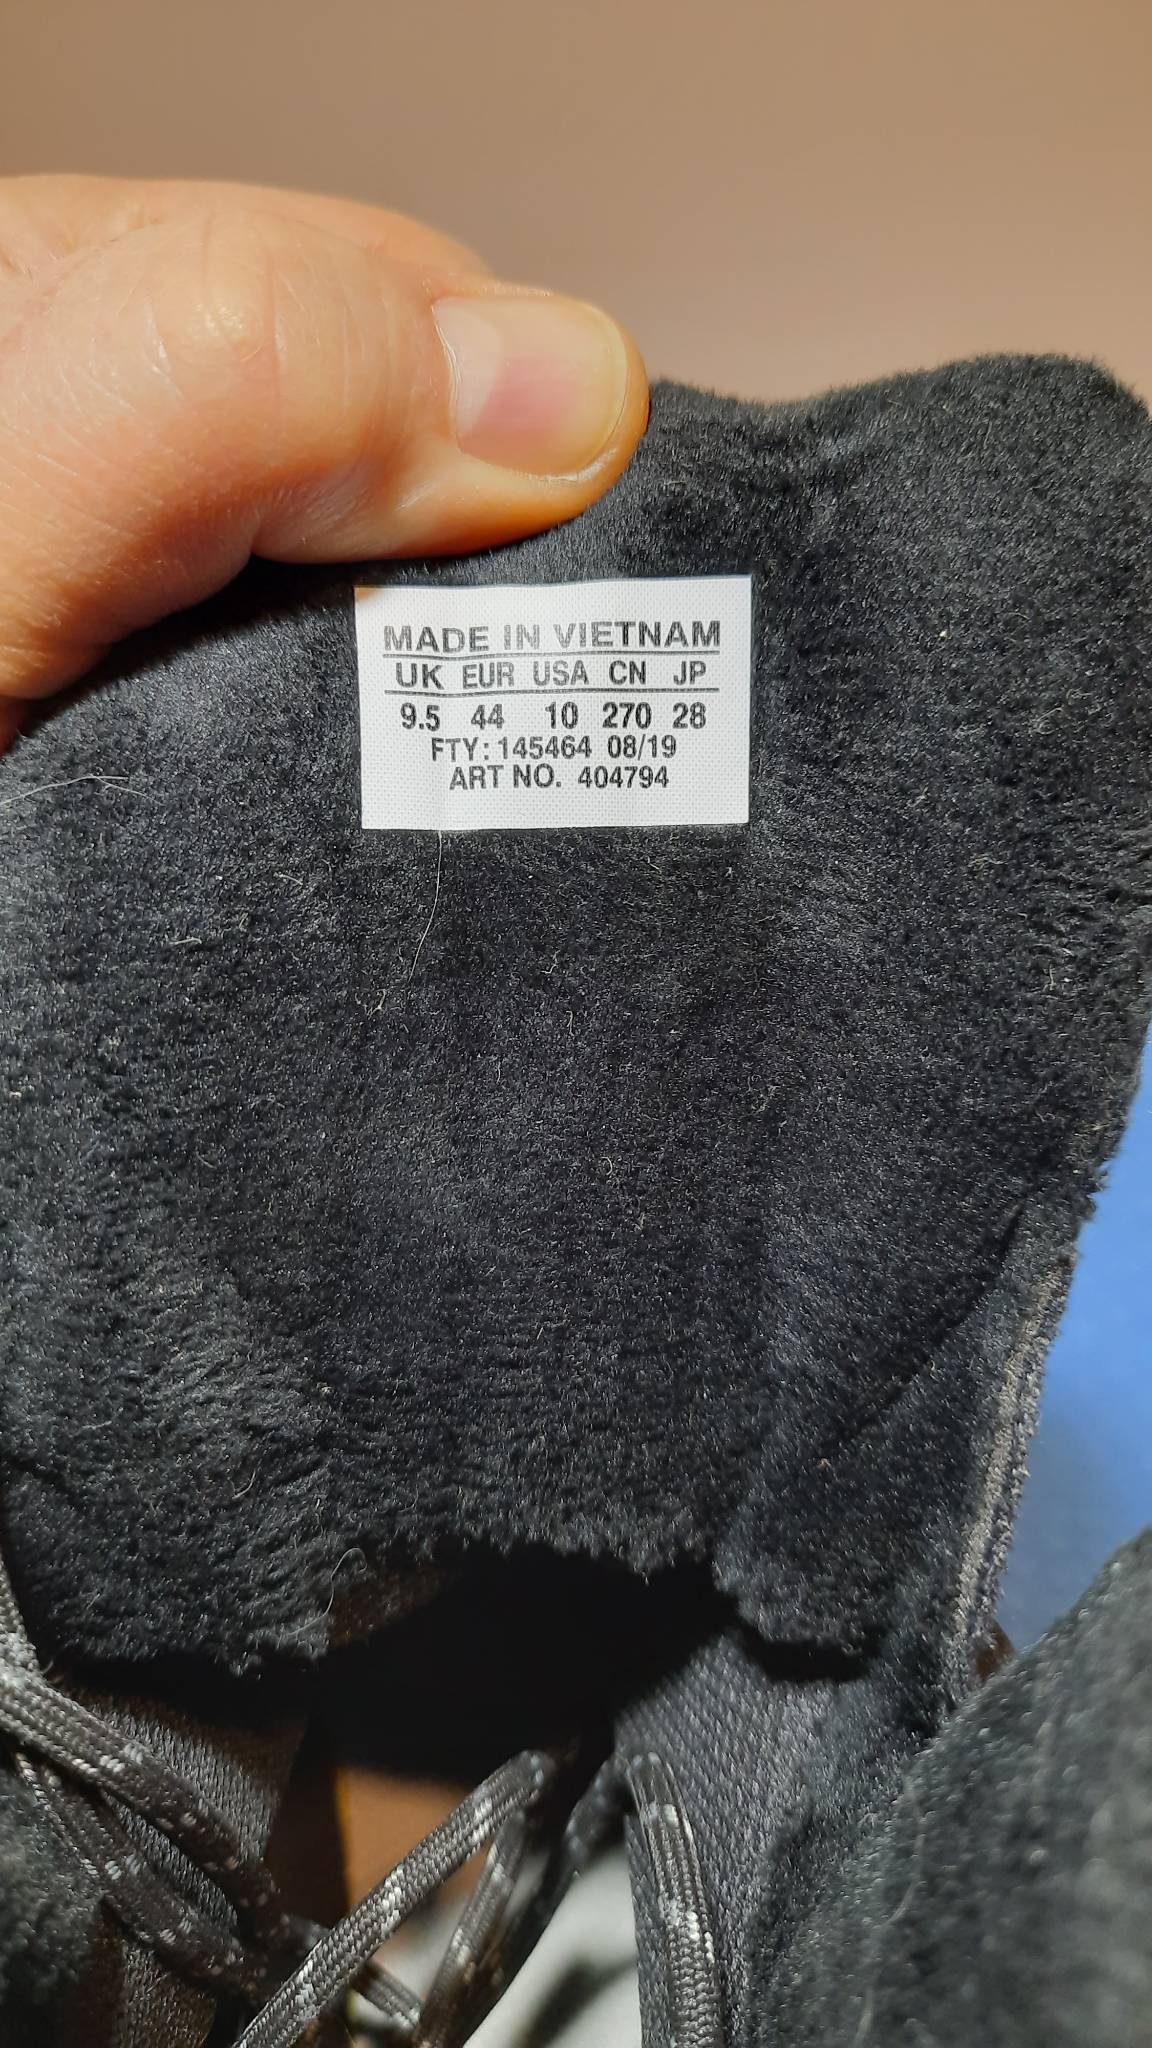 MADE IN VIETNAM
UK EUR USA CN JP
9.5 44 10 270 28
FTY: 145464 08/19
ART NO. 404794